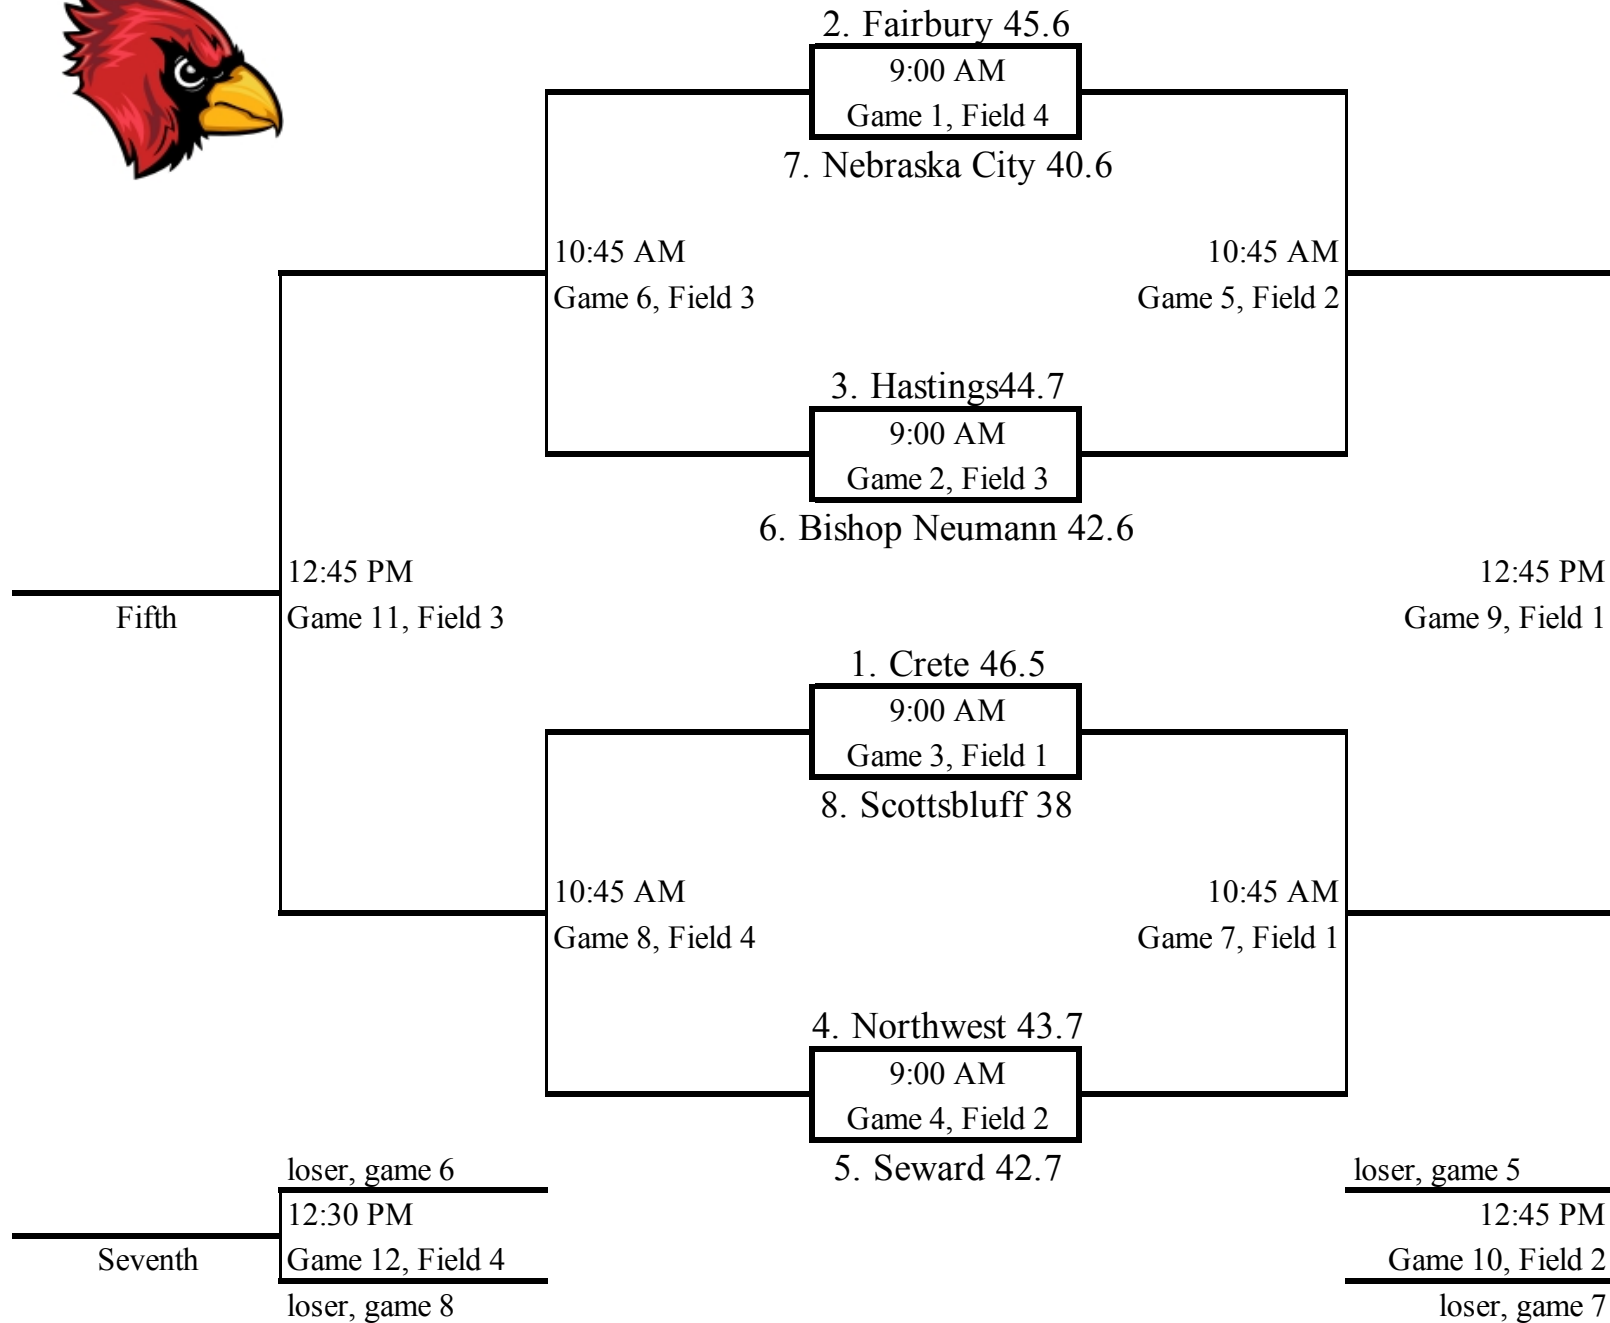 2. Fairbury 45.6
9:00 AM
Game 1, Field 4
7. Nebraska City 40.6
10:45 AM
Game 6, Field 3
10:45 AM
Game 5, Field 2
3. Hastings44.7
9:00 AM
Game 2, Field 3
6. Bishop Neumann 42.6
12:45 PM
Game 11, Field 3
Fifth
12:45 PM
Game 9, Field 1
1. Crete 46.5
9:00 AM
Game 3, Field 1
8. Scottsbluff 38
10:45 AM
Game 8, Field 4
10:45 AM
Game 7, Field 1
4. Northwest 43.7
9:00 AM
Game 4, Field 2
5. Seward 42.7
loser, game 6
12:30 PM
Seventh
Game 12, Field 4
loser, game 8
loser, game 5
12:45 PM
Game 10, Field 2
loser, game 7